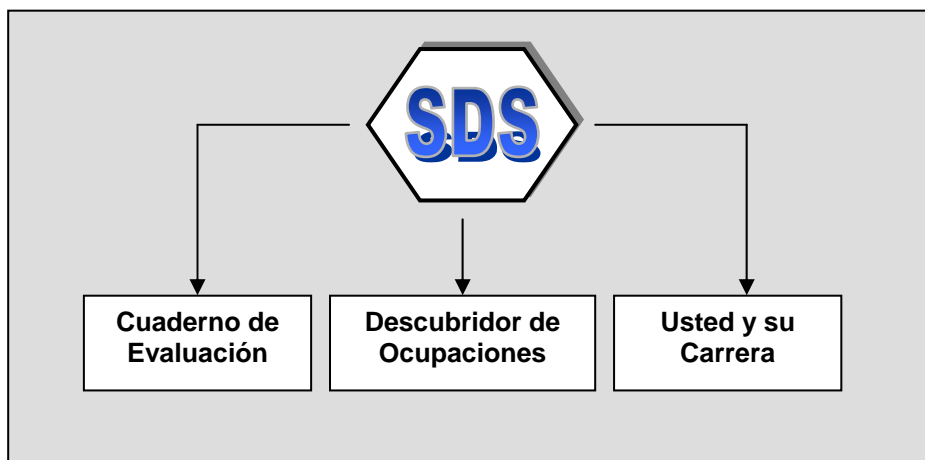 SDS
Cuaderno de
Evaluación
Descubridor de
Ocupaciones
Usted y su
Carrera